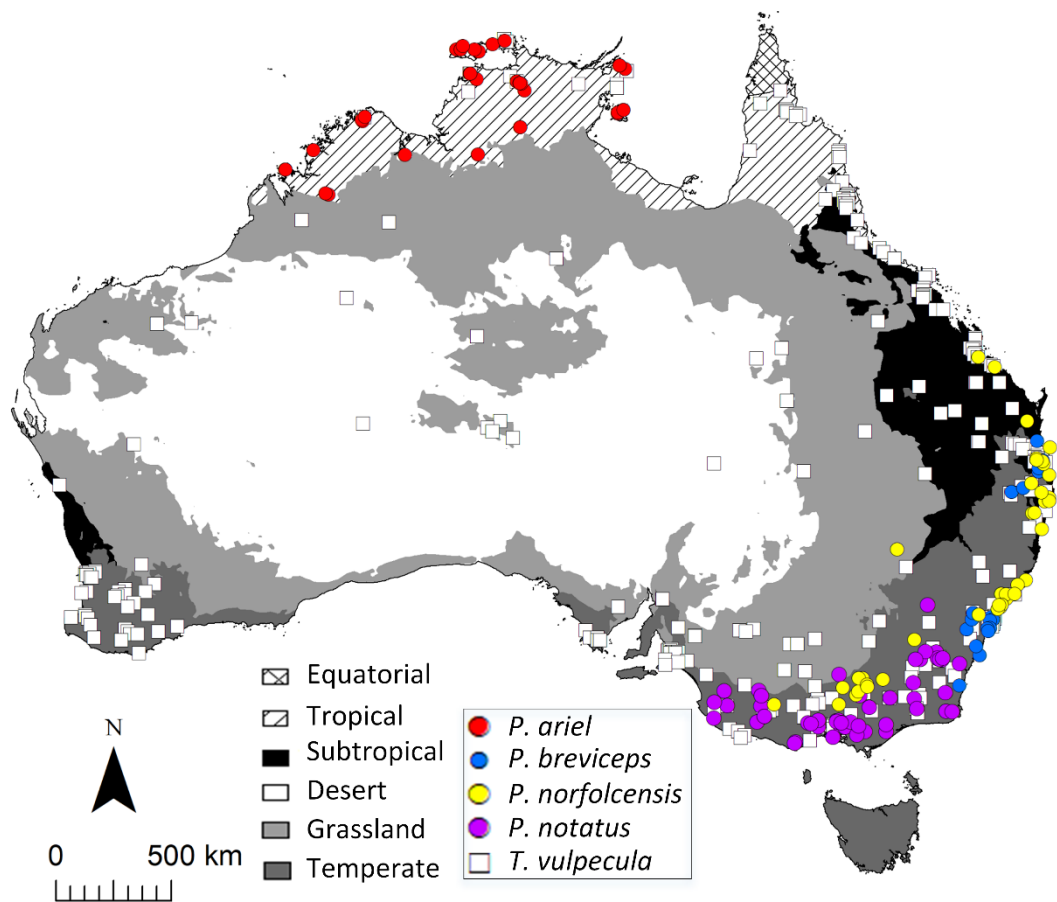 Equatorial
Tropical
Subtropical
Desert
Grassland
Temperate
P. ariel
P. breviceps
P. norfolcensis
P. notatus
T. vulpecula
N
0 500 km